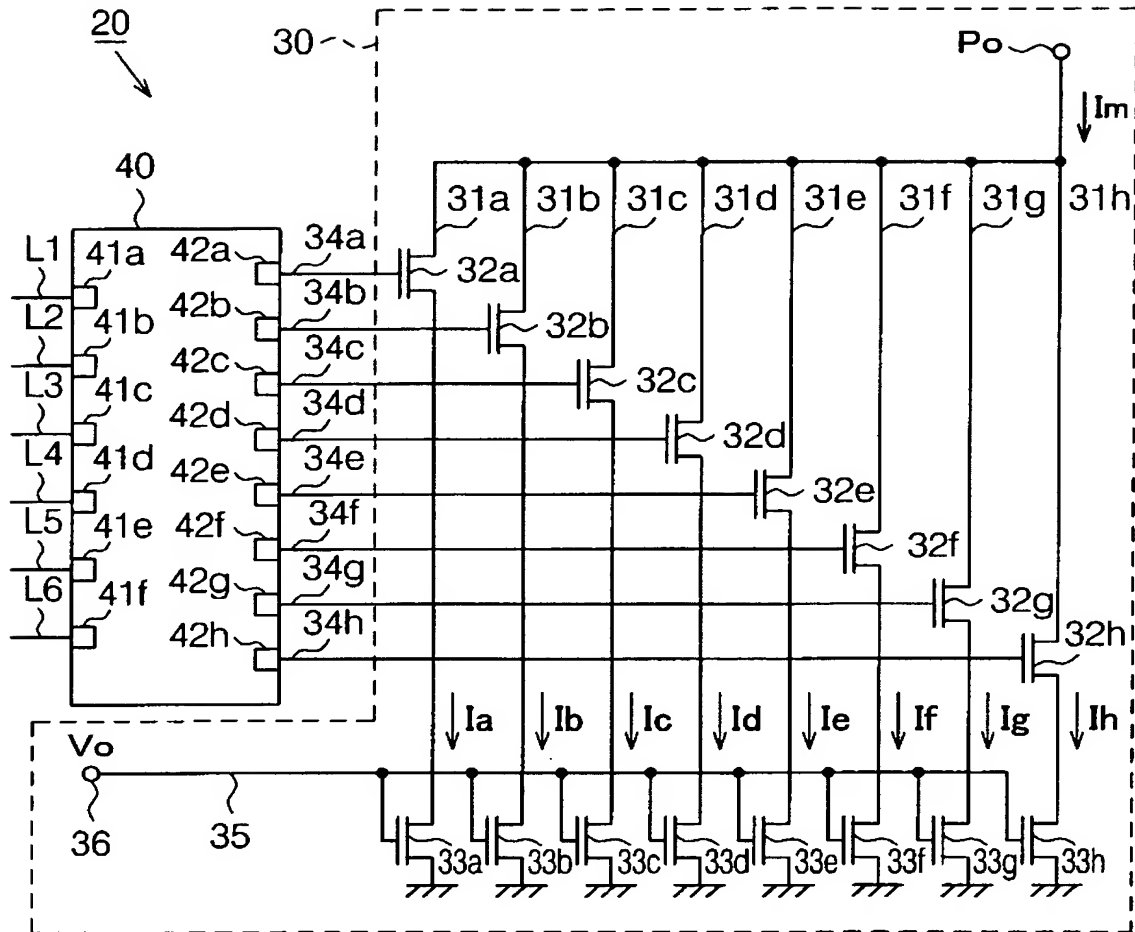 20
30
Po
Im
40
31a 31b 31c 31d 31e 31f 31g 31h
L1 41a 42a 34a 32a
L2 41b 42b 34b 32b
L3 41c 42c 34c 32c
L4 41d 42d 34d 32d
L5 41e 42e 34e 32e
L6 41f 42f 34f 32f
42g 34g 32g
42h 34h 32h
Ia Ib Ic Id Ie If Ig Ih
Vo
36 35
33a 33b 33c 33d 33e 33f 33g 33h